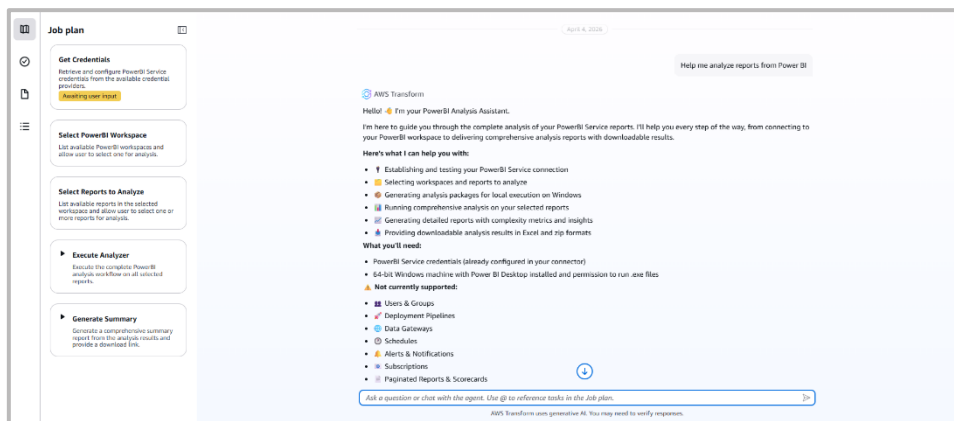 Job plan
Get Credentials
Retrieve and configure PowerBI Service
credentials from the available credential
providers.
Awaiting user input
Select PowerBI Workspace
List available PowerBI workspaces and
allow user to select one for analysis.
Select Reports to Analyze
List available reports in the selected
workspace and allow user to select one or
more reports for analysis.
Execute Analyzer
Execute the complete PowerBI
analysis workflow on all selected
reports.
Generate Summary
Generate a comprehensive summary
report from the analysis results and
provide a download link.
April 4, 2026
Help me analyze reports from Power BI
AWS Transform
Hello! 👋 I'm your PowerBI Analysis Assistant.
I'm here to guide you through the complete analysis of your PowerBI Service reports. I'll help you every step of the way, from connecting to
your PowerBI workspace to delivering comprehensive analysis reports with downloadable results.
Here's what I can help you with:
• Establishing and testing your PowerBI Service connection
• Selecting workspaces and reports to analyze
• Generating analysis packages for local execution on Windows
• Running comprehensive analysis on your selected reports
• Generating detailed reports with complexity metrics and insights
• Providing downloadable analysis results in Excel and zip formats
What you'll need:
• PowerBI Service credentials (already configured in your connector)
• 64-bit Windows machine with Power BI Desktop installed and permission to run .exe files
⚠️ Not currently supported:
• Users & Groups
• Deployment Pipelines
• Data Gateways
• Schedules
• Alerts & Notifications
• Subscriptions
• Paginated Reports & Scorecards
Ask a question or chat with the agent. Use @ to reference tasks in the Job plan.
AWS Transform uses generative AI. You may need to verify responses.